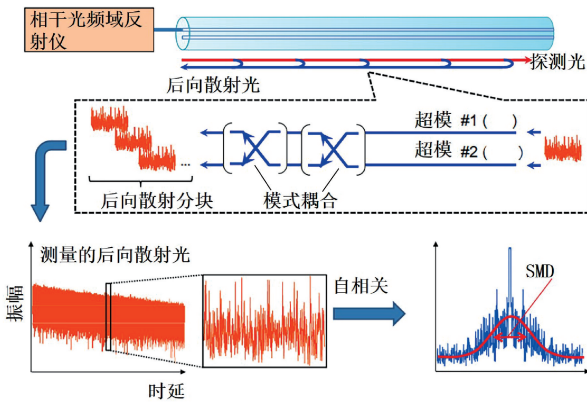 相干光频域反
射仪
探测光
后向散射光
超模 #1 ( )
超模 #2 ( )
...
后向散射分块
模式耦合
测量的后向散射光
振幅
时延
自相关
SMD